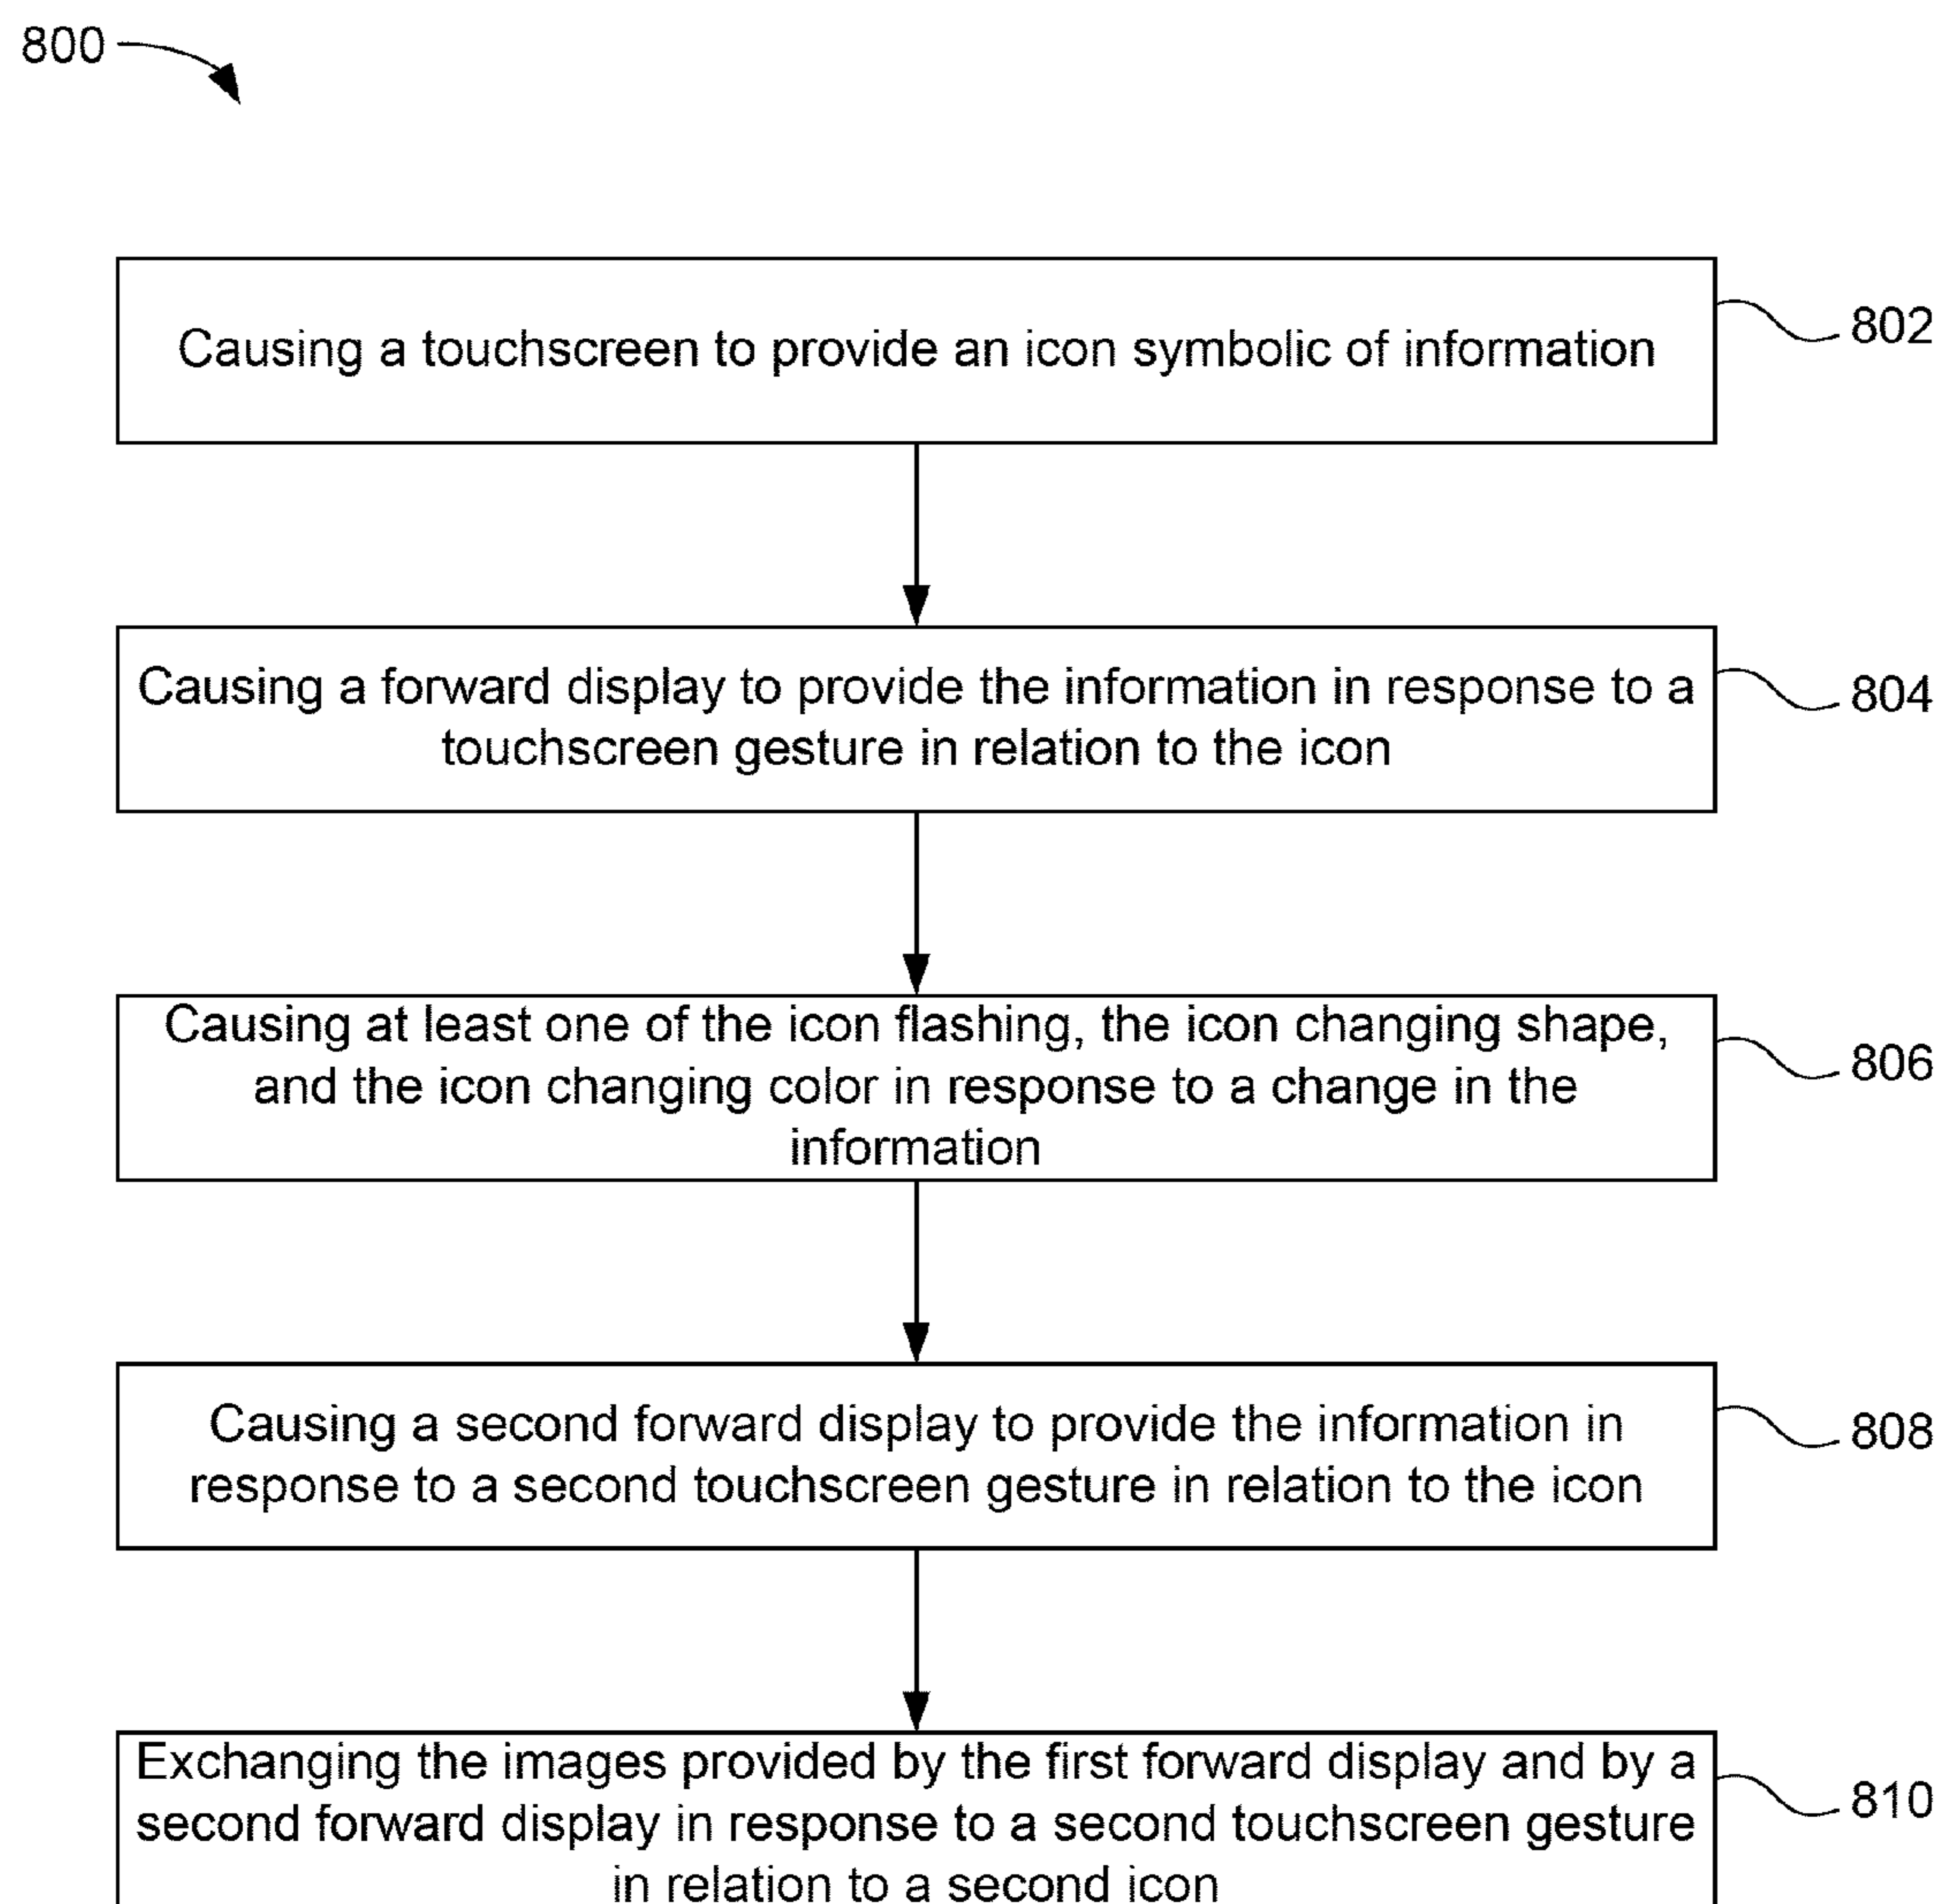 800
Causing a touchscreen to provide an icon symbolic of information
802
Causing a forward display to provide the information in response to a
touchscreen gesture in relation to the icon
804
Causing at least one of the icon flashing, the icon changing shape,
and the icon changing color in response to a change in the
information
806
Causing a second forward display to provide the information in
response to a second touchscreen gesture in relation to the icon
808
Exchanging the images provided by the first forward display and by a
second forward display in response to a second touchscreen gesture
in relation to a second icon
810